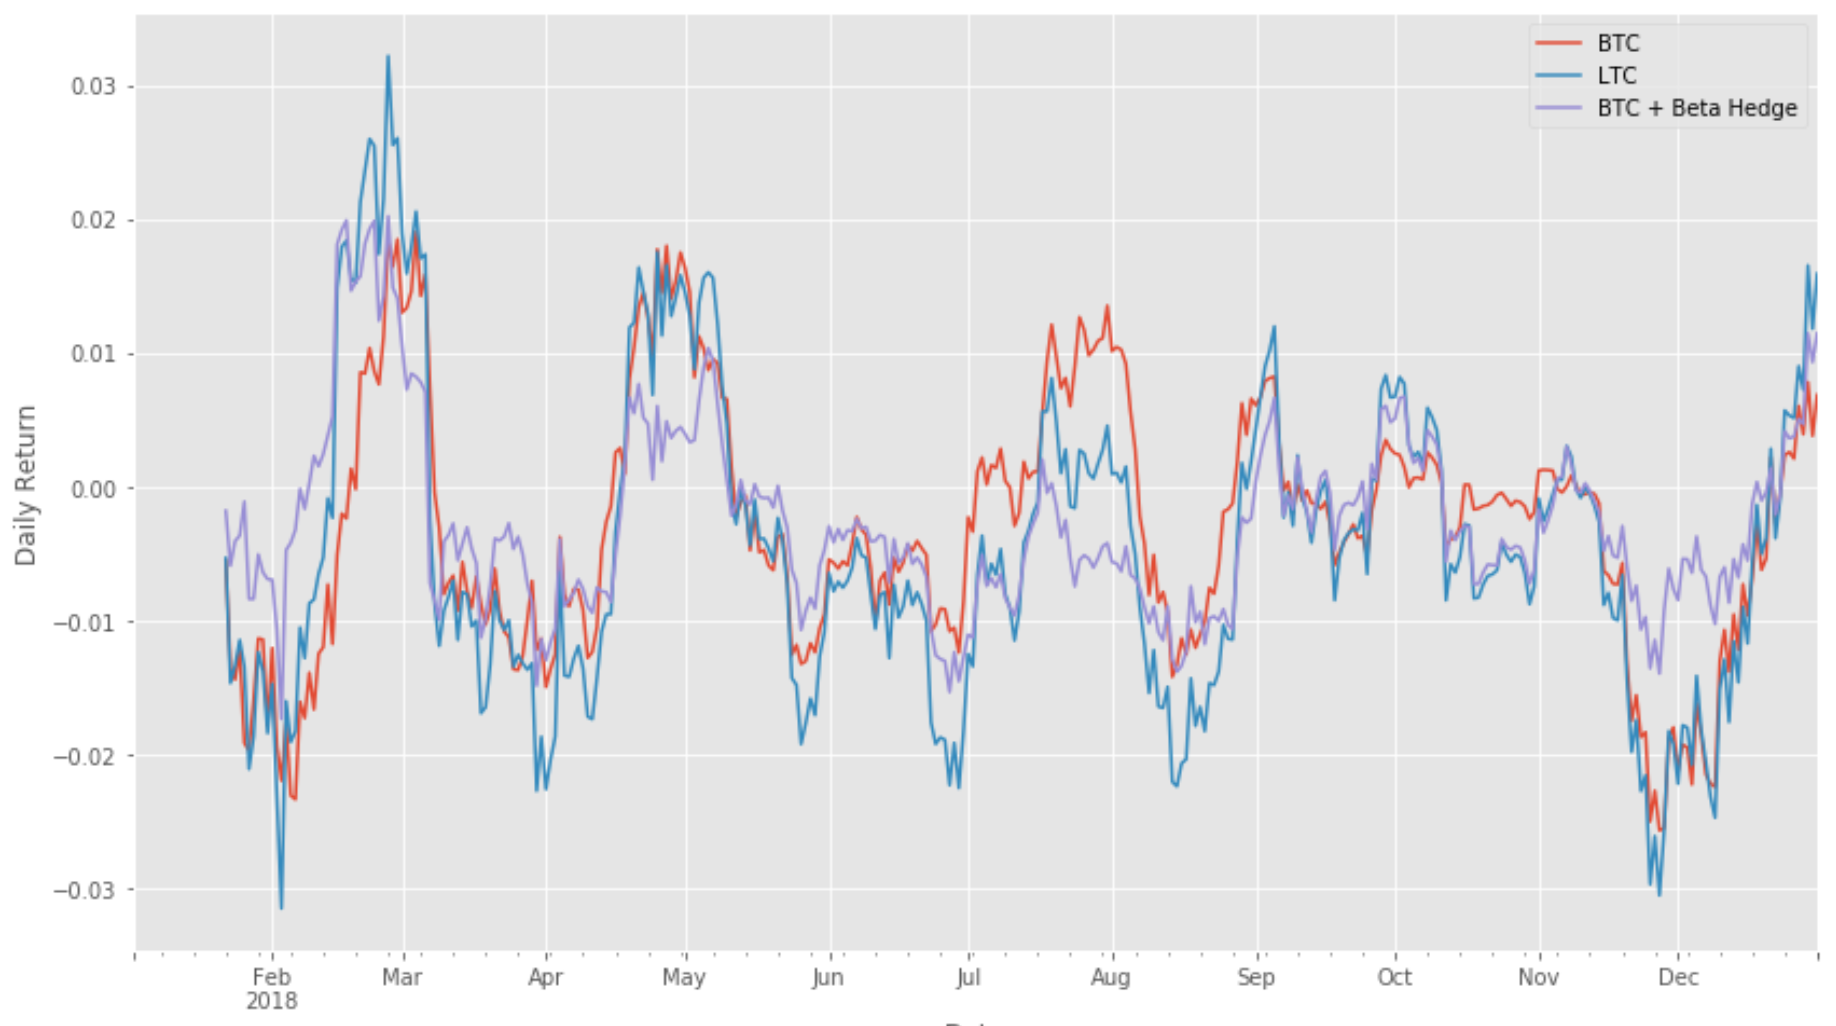 BTC
LTC
BTC + Beta Hedge
0.03
0.02
0.01
0.00
−0.01
−0.02
−0.03
Daily Return
Feb Mar Apr May Jun Jul Aug Sep Oct Nov Dec
2018